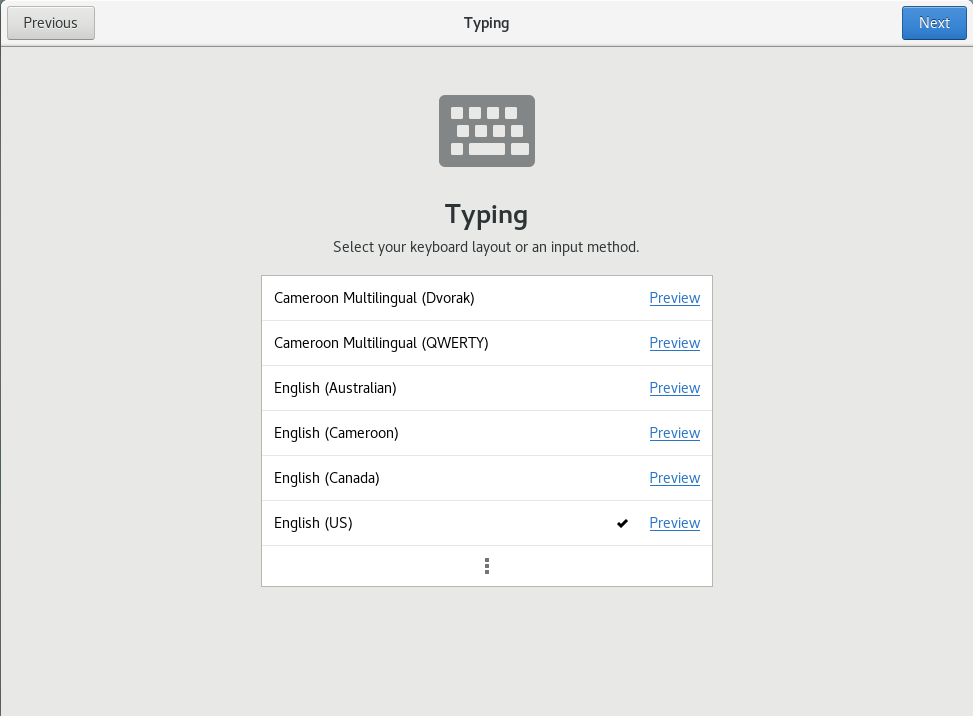 Previous Typing Next
Typing
Select your keyboard layout or an input method.
Cameroon Multilingual (Dvorak) Preview
Cameroon Multilingual (QWERTY) Preview
English (Australian) Preview
English (Cameroon) Preview
English (Canada) Preview
English (US) Preview